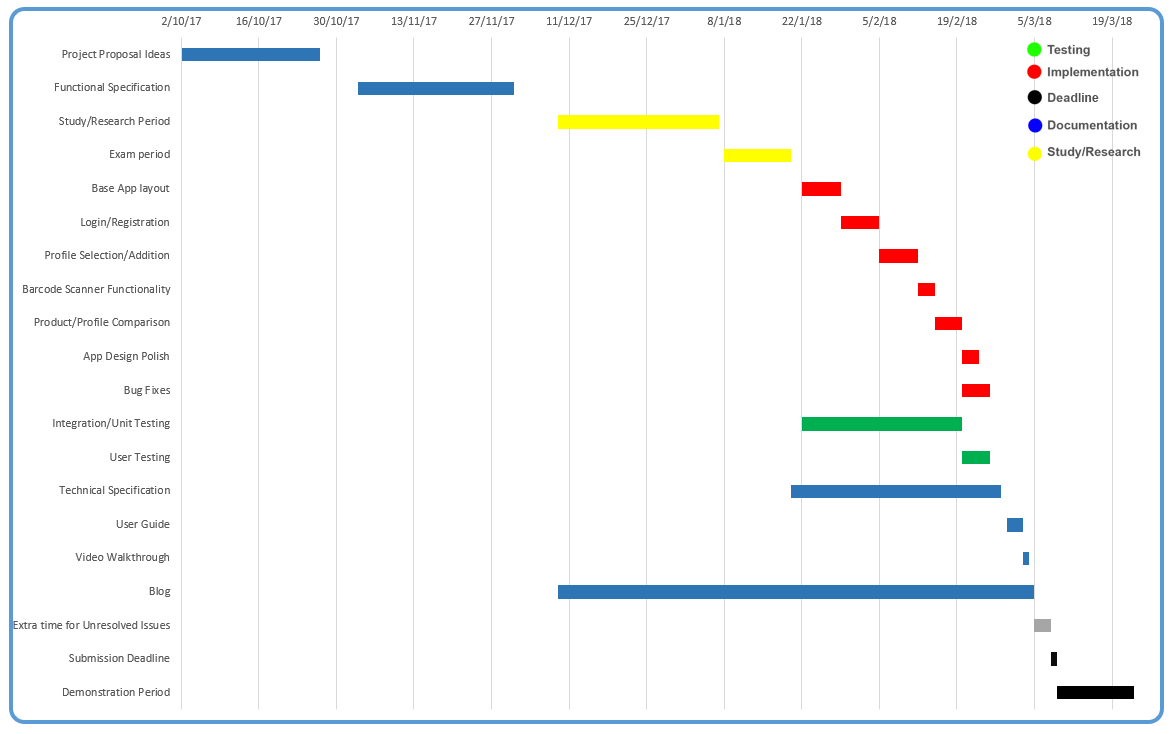 2/10/17 16/10/17 30/10/17 13/11/17 27/11/17 11/12/17 25/12/17 8/1/18 22/1/18 5/2/18 19/2/18 5/3/18 19/3/18
Project Proposal Ideas
Functional Specification
Study/Research Period
Exam period
Base App layout
Login/Registration
Profile Selection/Addition
Barcode Scanner Functionality
Product/Profile Comparison
App Design Polish
Bug Fixes
Integration/Unit Testing
User Testing
Technical Specification
User Guide
Video Walkthrough
Blog
Extra time for Unresolved Issues
Submission Deadline
Demonstration Period
Testing
Implementation
Deadline
Documentation
Study/Research